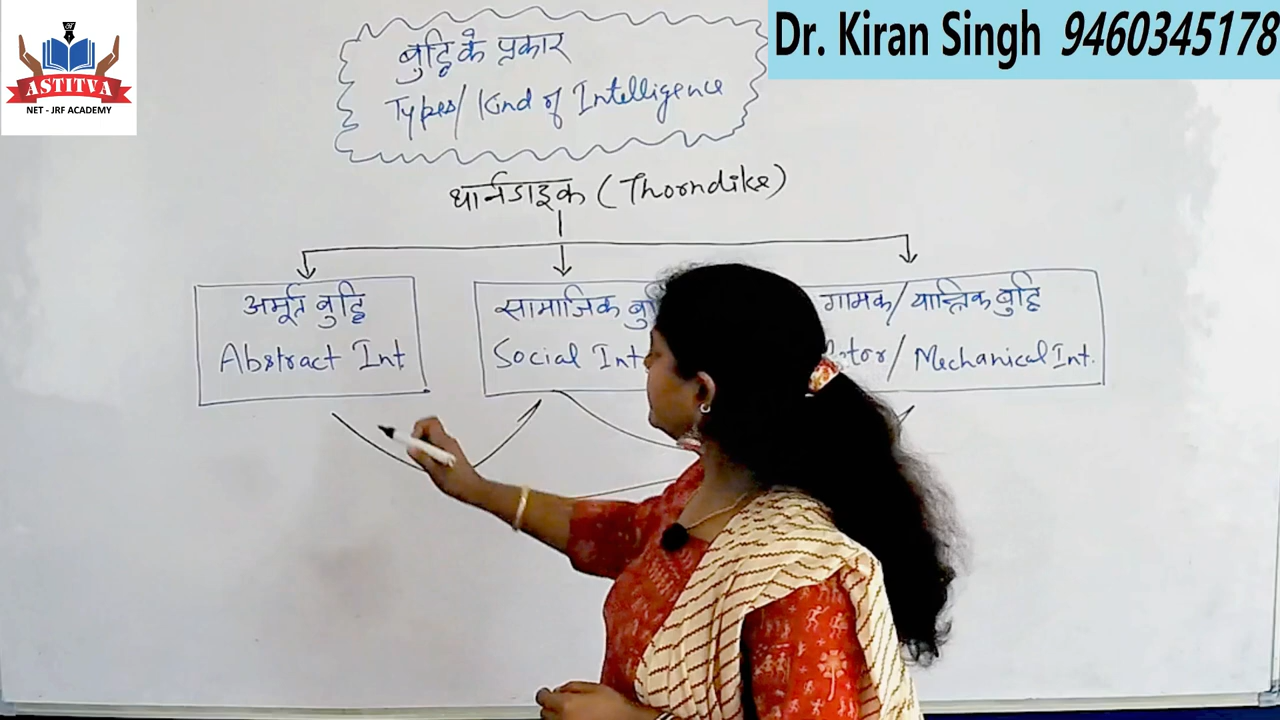 ASTITVA
NET - JRF ACADEMY
Dr. Kiran Singh 9460345178
बुद्धि के प्रकार
Types/ Kind of Intelligence
थार्नडाइक (Thorndike)
अमूर्त बुद्धि
Abstract Int.
सामाजिक
Social Int
गामक/यान्त्रिक बुद्धि
/ Mechanical Int.